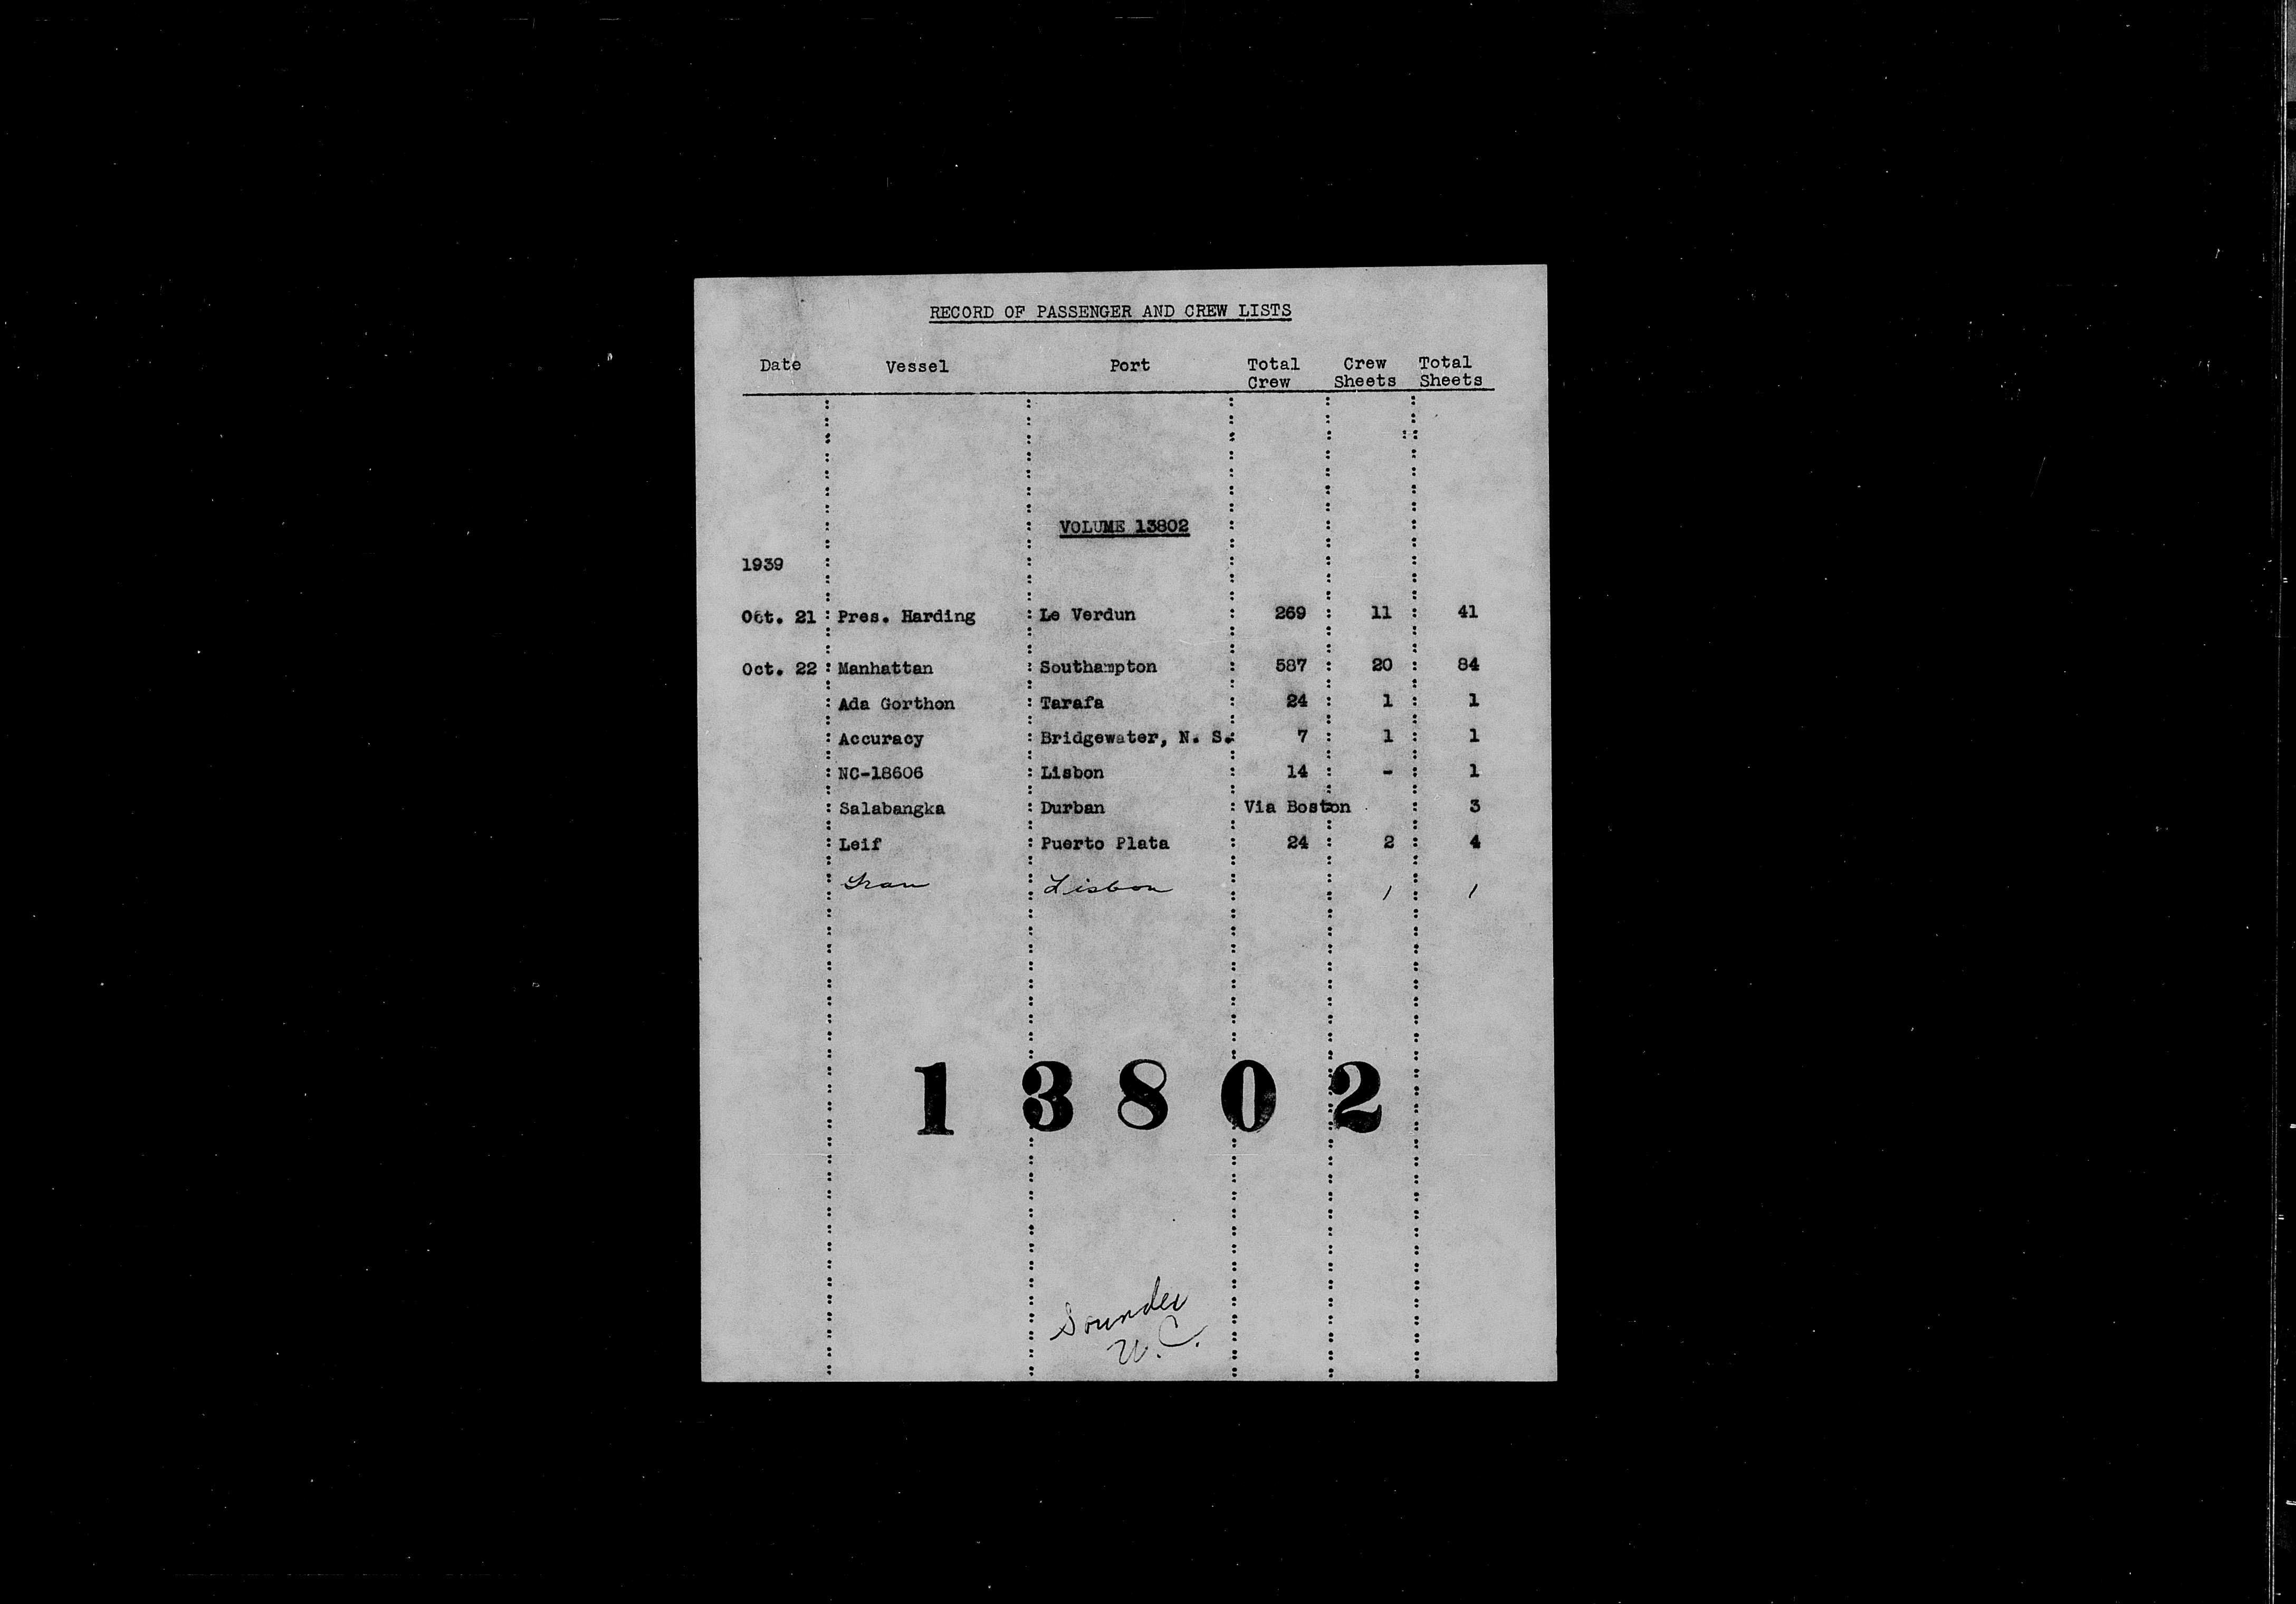 RECORD OF PASSENGER AND CREW LISTS
Date Vessel Port Total Crew Crew Sheets Total Sheets
VOLUME 13802
1939
Oct. 21 Pres. Harding Le Verdun 269 11 41
Oct. 22 Manhattan Southampton 587 20 84
Ada Gorthon Tarafa 24 1 1
Accuracy Bridgewater, N. S. 7 1 1
NC-18606 Lisbon 14 - 1
Salabangka Durban Via Boston 3
Leif Puerto Plata 24 2 4
Lisbon 1 1
13802